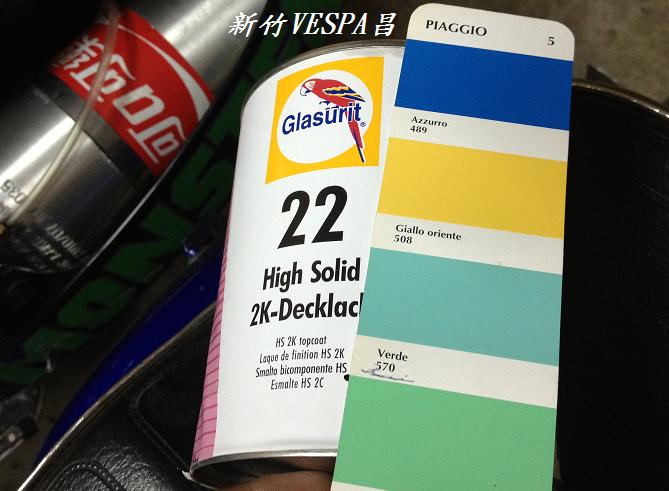 新竹VESPA昌
PIAGGIO 5
Azzurro
489
Giallo oriente
508
Verde
570
Glasurit®
22
High Solid
2K-Decklack
HS 2K topcoat
Laque de finition HS 2K
Smalto bicomponente HS
Esmalte HS 2C